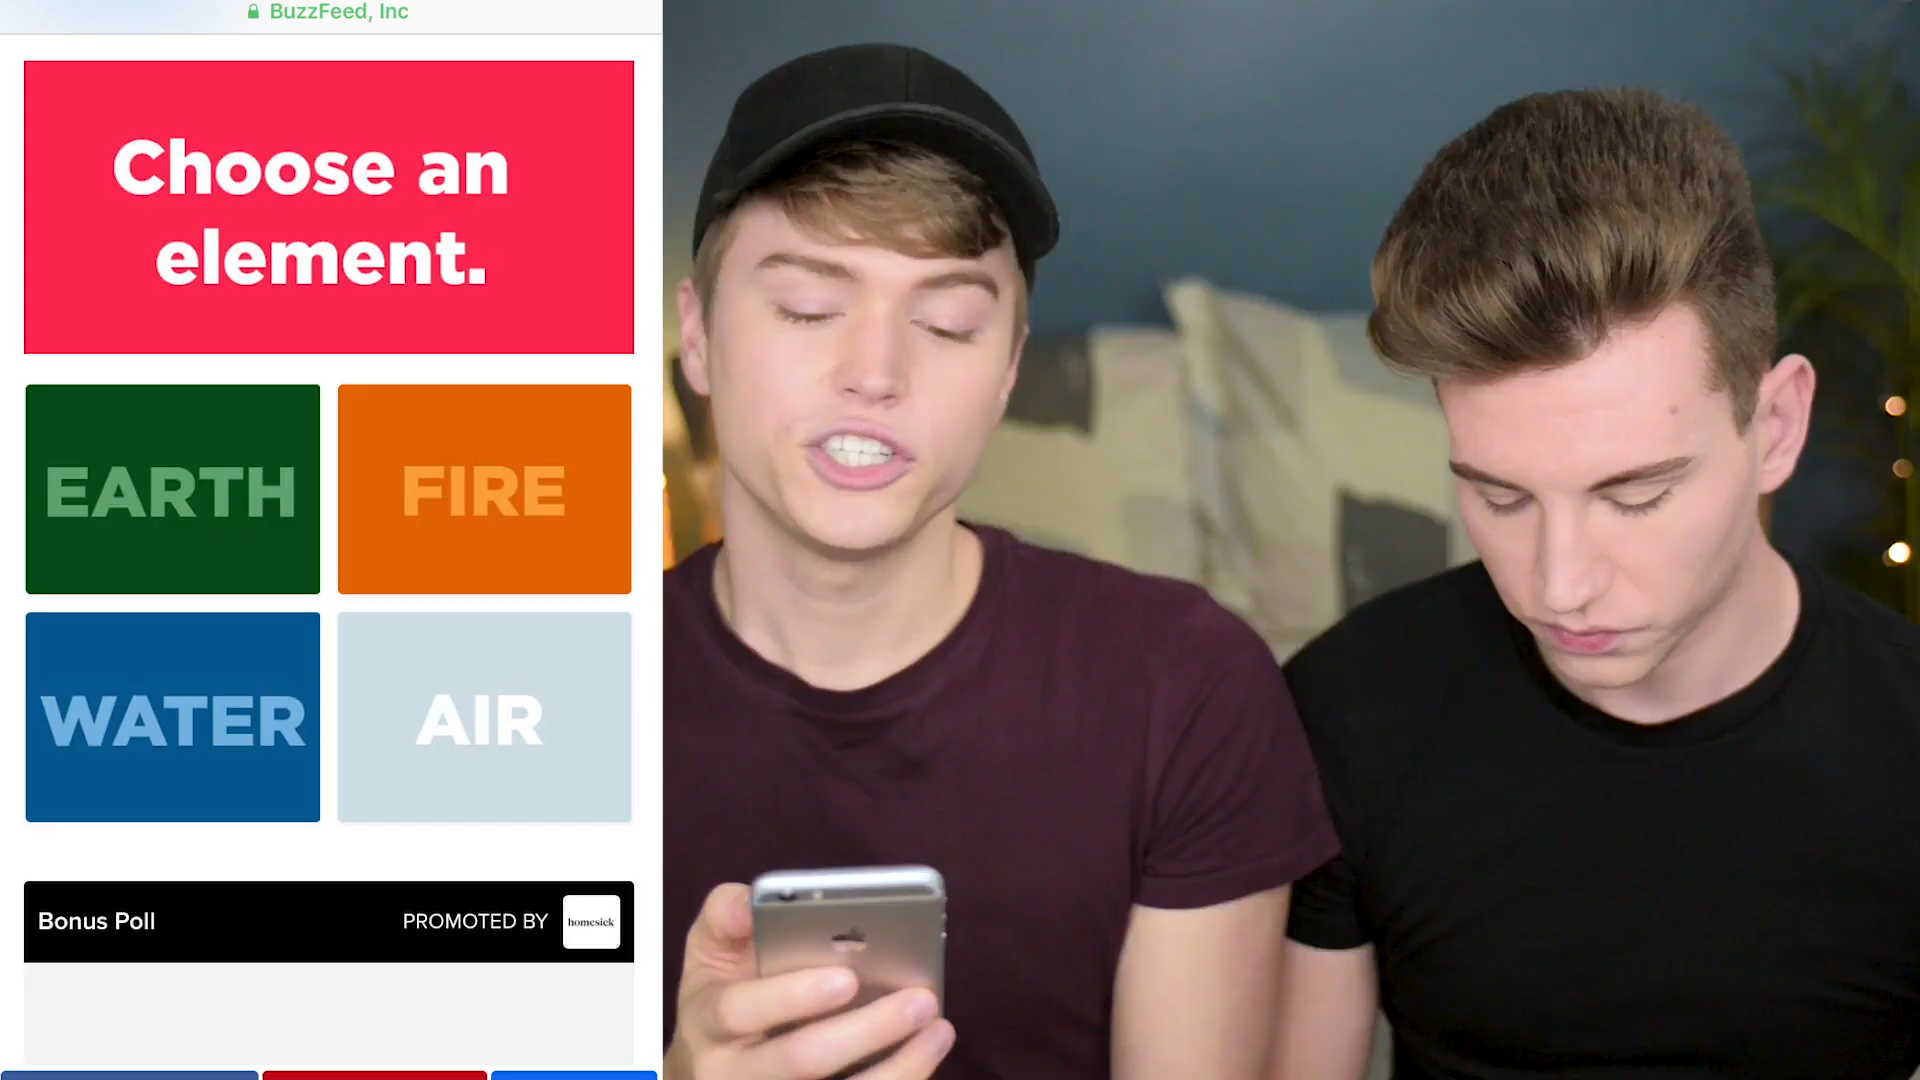 BuzzFeed, Inc
Choose an
element.
EARTH
FIRE
WATER
AIR
Bonus Poll
PROMOTED BY
homesick